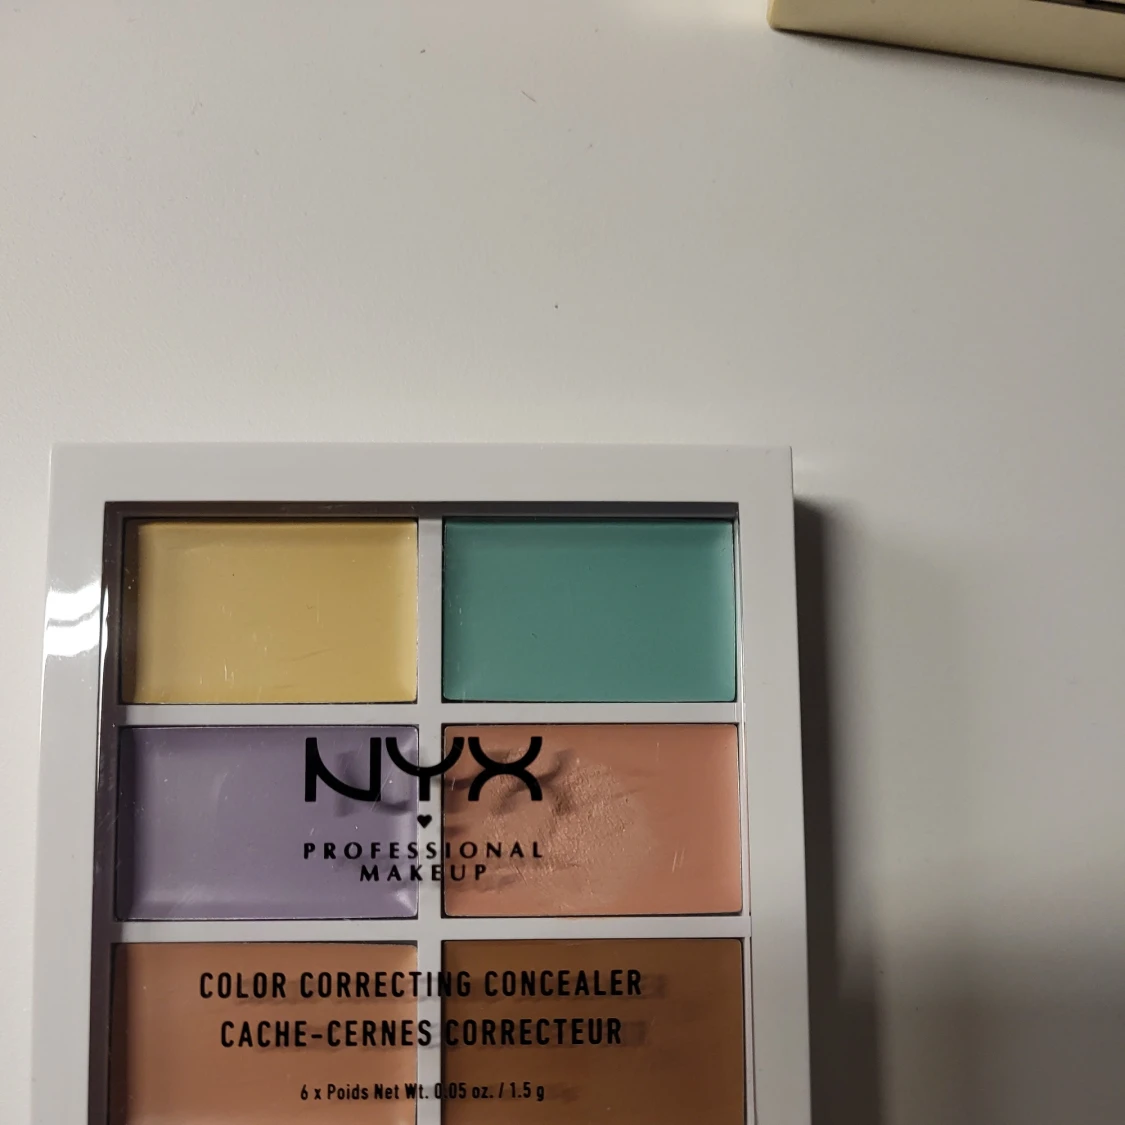 NYX
PROFESSIONAL
MAKEUP
COLOR CORRECTING CONCEALER
CACHE-CERNES CORRECTEUR
6 x Poids Net Wt. 0.05 oz. / 1.5 g